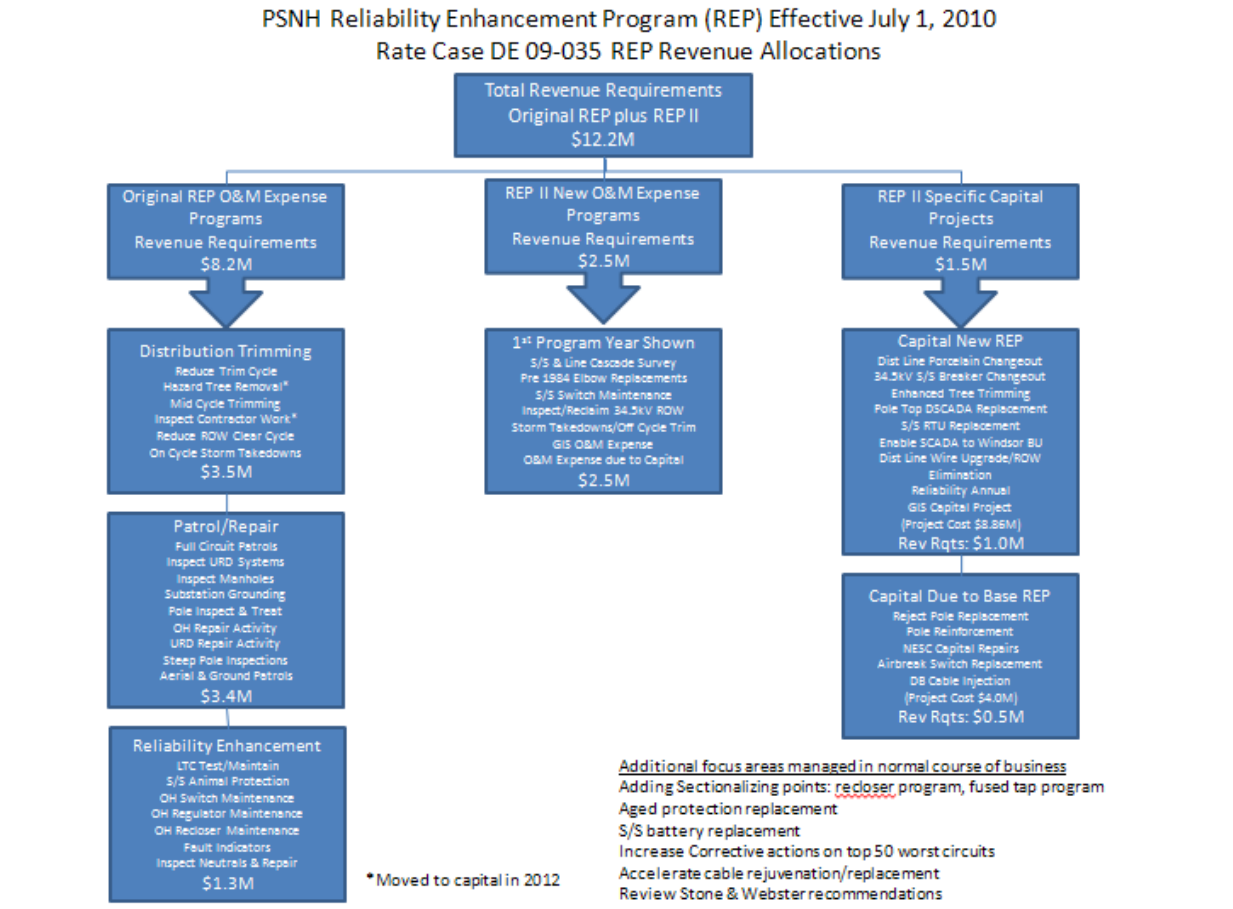 PSNH Reliability Enhancement Program (REP) Effective July 1, 2010
Rate Case DE 09-035 REP Revenue Allocations
Total Revenue Requirements
Original REP plus REP II
$12.2M
Original REP O&M Expense
Programs
Revenue Requirements
$8.2M
REP II New O&M Expense
Programs
Revenue Requirements
$2.5M
REP II Specific Capital
Projects
Revenue Requirements
$1.5M
Distribution Trimming
Reduce Trim Cycle
Hazard Tree Removal*
Mid Cycle Trimming
Inspect Contractor Work*
Reduce ROW Clear Cycle
On Cycle Storm Takedowns
$3.5M
Patrol/Repair
Full Circuit Patrols
Inspect URD Systems
Inspect Manholes
Substation Grounding
Pole Inspect & Treat
OH Repair Activity
URD Repair Activity
Steep Pole Inspections
Aerial & Ground Patrols
$3.4M
Reliability Enhancement
LTC Test/Maintain
S/S Animal Protection
OH Switch Maintenance
OH Regulator Maintenance
OH Recloser Maintenance
Fault Indicators
Inspect Neutrals & Repair
$1.3M
1st Program Year Shown
S/S & Line Cascade Survey
Pre 1984 Elbow Replacements
S/S Switch Maintenance
Inspect/Reclaim 34.5kV ROW
Storm Takedowns/Off Cycle Trim
GIS O&M Expense
O&M Expense due to Capital
$2.5M
Capital New REP
Dist Line Porcelain Changeout
34.5kV S/S Breaker Changeout
Enhanced Tree Trimming
Pole Top DSCADA Replacement
S/S RTU Replacement
Enable SCADA to Windsor BU
Dist Line Wire Upgrade/ROW
Elimination
Reliability Annual
GIS Capital Project
(Project Cost $8.86M)
Rev Rqts: $1.0M
Capital Due to Base REP
Reject Pole Replacement
Pole Reinforcement
NESC Capital Repairs
Airbreak Switch Replacement
DB Cable Injection
(Project Cost $4.0M)
Rev Rqts: $0.5M
*Moved to capital in 2012
Additional focus areas managed in normal course of business
Adding Sectionalizing points: recloser program, fused tap program
Aged protection replacement
S/S battery replacement
Increase Corrective actions on top 50 worst circuits
Accelerate cable rejuvenation/replacement
Review Stone & Webster recommendations